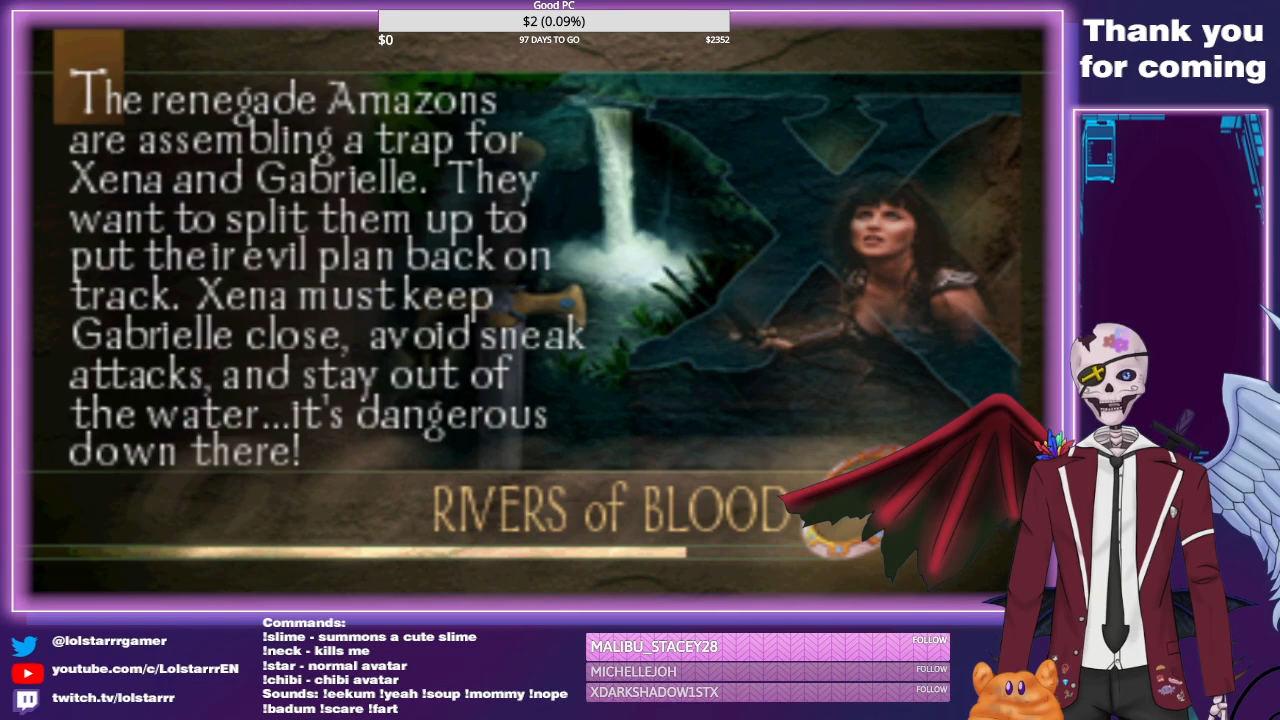 Good PC
$2 (0.09%)
$0
97 DAYS TO GO
$2352
Thank you
for coming
The renegade Amazons
are assembling a trap for
Xena and Gabrielle. They
want to split them up to
put their evil plan back on
track. Xena must keep
Gabrielle close, avoid sneak
attacks, and stay out of
the water...it's dangerous
down there!
RIVERS of BLOOD
@lolstarrrgamer
youtube.com/c/LolstarrrEN
twitch.tv/lolstarrr
Commands:
!slime - summons a cute slime
!neck - kills me
!star - normal avatar
!chibi - chibi avatar
Sounds: !eekum !yeah !soup !mommy !nope
!badum !scare !fart
MALIBU_STACEY28 FOLLOW
MICHELLEJOH FOLLOW
XDARKSHADOW1STX FOLLOW